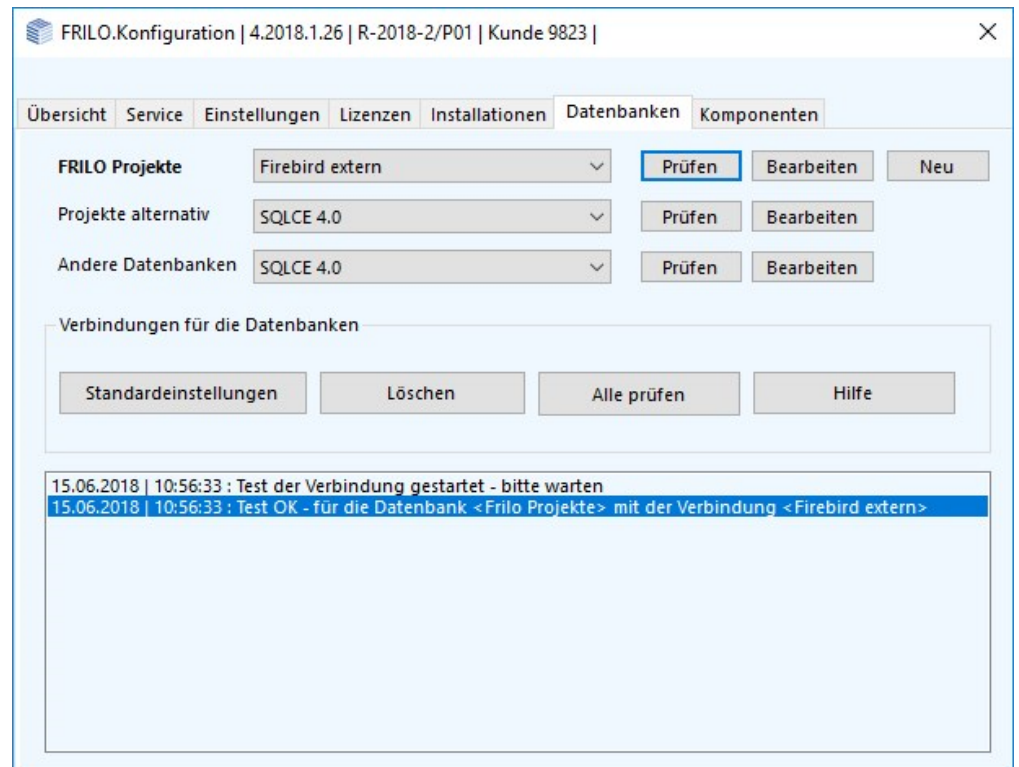 FRILO.Konfiguration | 4.2018.1.26 | R-2018-2/P01 | Kunde 9823 |
Übersicht Service Einstellungen Lizenzen Installationen Datenbanken Komponenten
FRILO Projekte Firebird extern Prüfen Bearbeiten Neu
Projekte alternativ SQLCE 4.0 Prüfen Bearbeiten
Andere Datenbanken SQLCE 4.0 Prüfen Bearbeiten
Verbindungen für die Datenbanken
Standardeinstellungen Löschen Alle prüfen Hilfe
15.06.2018 | 10:56:33 : Test der Verbindung gestartet - bitte warten
15.06.2018 | 10:56:33 : Test OK - für die Datenbank <Frilo Projekte> mit der Verbindung <Firebird extern>